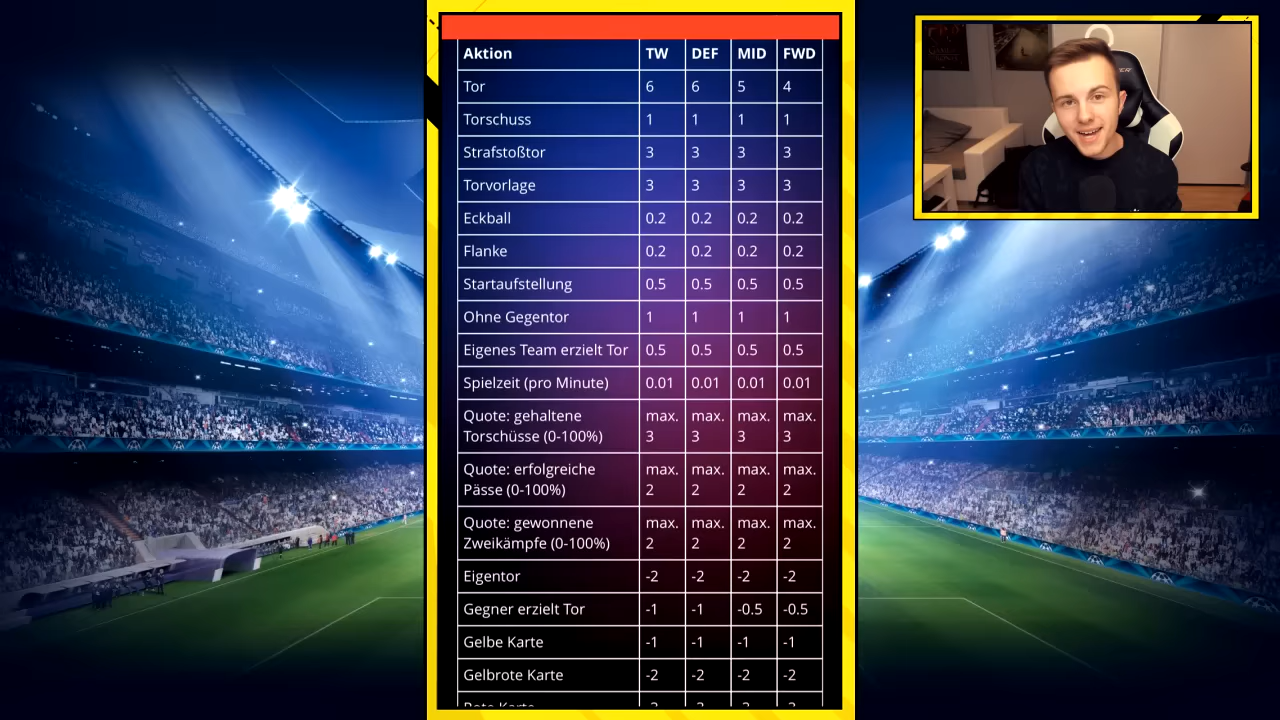 Aktion TW DEF MID FWD
Tor 6 6 5 4
Torschuss 1 1 1 1
Strafstoßtor 3 3 3 3
Torvorlage 3 3 3 3
Eckball 0.2 0.2 0.2 0.2
Flanke 0.2 0.2 0.2 0.2
Startaufstellung 0.5 0.5 0.5 0.5
Ohne Gegentor 1 1 1 1
Eigenes Team erzielt Tor 0.5 0.5 0.5 0.5
Spielzeit (pro Minute) 0.01 0.01 0.01 0.01
Quote: gehaltene max. max. max. max.
Torschüsse (0-100%) 3 3 3 3
Quote: erfolgreiche max. max. max. max.
Pässe (0-100%) 2 2 2 2
Quote: gewonnene max. max. max. max.
Zweikämpfe (0-100%) 2 2 2 2
Eigentor -2 -2 -2 -2
Gegner erzielt Tor -1 -1 -0.5 -0.5
Gelbe Karte -1 -1 -1 -1
Gelbrote Karte -2 -2 -2 -2